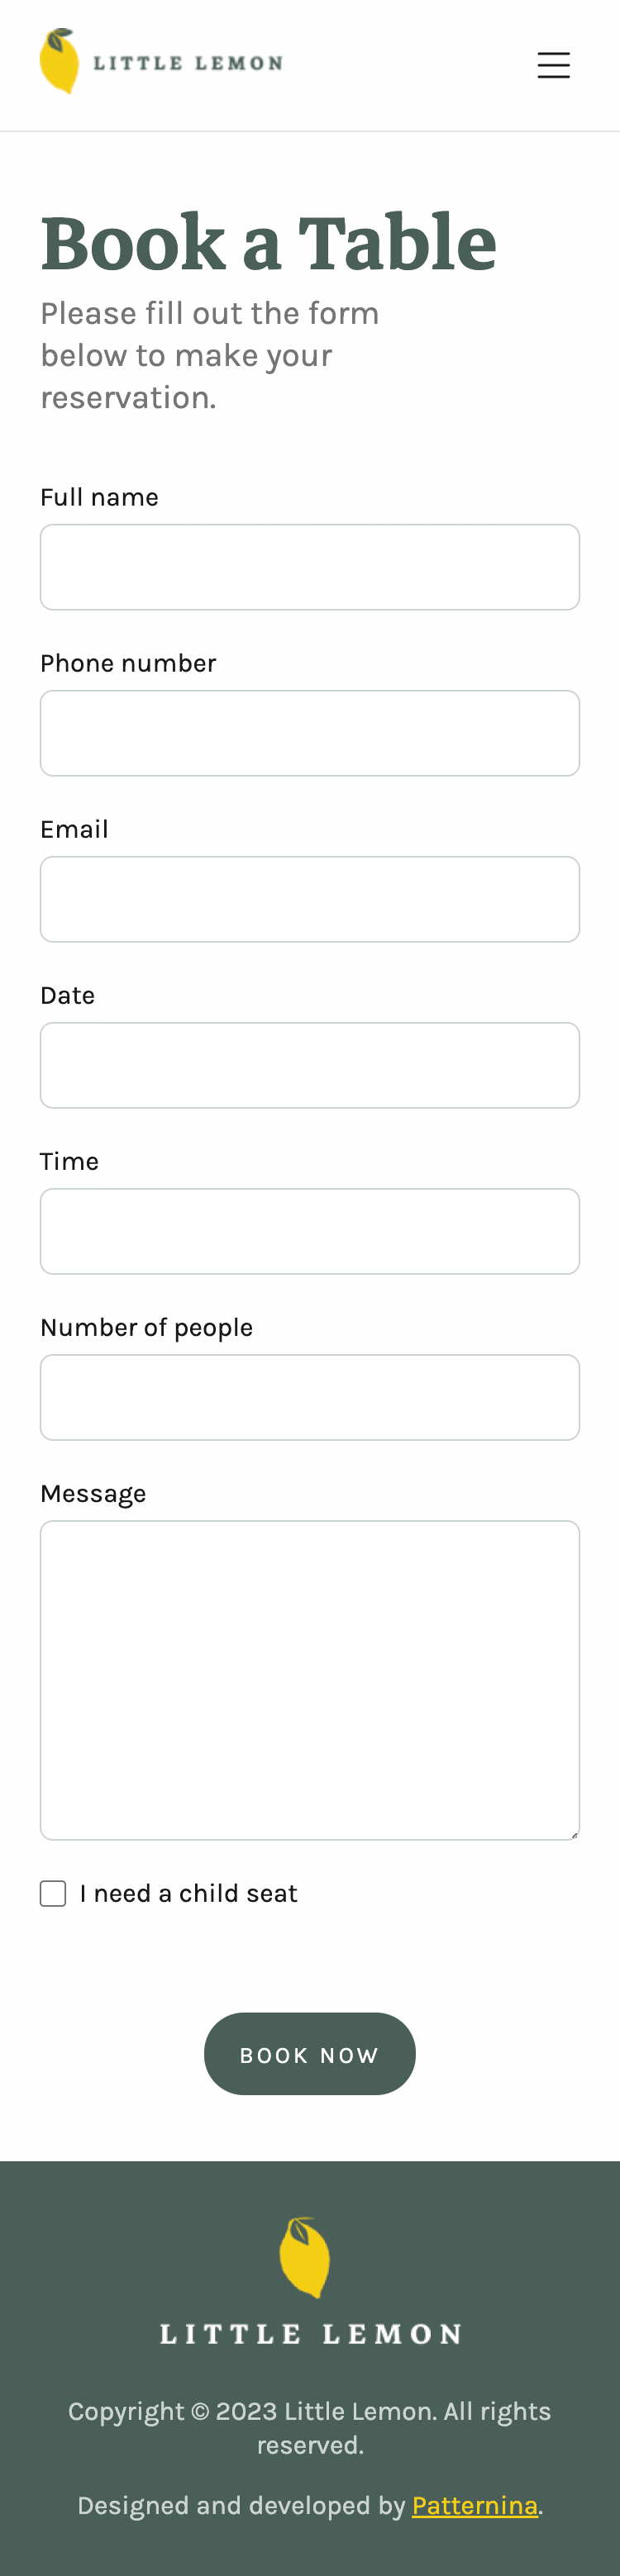 LITTLE LEMON
Book a Table
Please fill out the form
below to make your
reservation.
Full name
Phone number
Email
Date
Time
Number of people
Message
I need a child seat
BOOK NOW
LITTLE LEMON
Copyright © 2023 Little Lemon. All rights
reserved.
Designed and developed by Patternina.